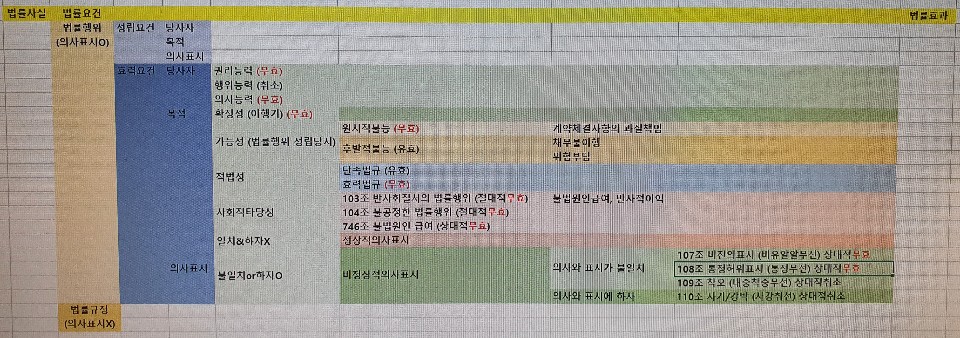 법률사실 법률요건 법률효과
법률행위 성립요건 당사자
(의사표시O) 목적
의사표시
효력요건 당사자 권리능력 (무효)
행위능력 (취소)
의사능력 (무효)
목적 확정성 (이행기) (무효)
가능성 (법률행위 성립당시) 원시적불능 (무효) 계약체결사항의 과실책임
후발적불능 (유효) 채무불이행
위험부담
적법성 단속법규 (유효)
효력법규 (무효)
사회적타당성 103조 반사회질서의 법률행위 (절대적무효) 불법원인급여, 반사적이익
104조 불공정한 법률행위 (절대적무효)
746조 불법원인 급여 (상대적무효)
의사표시 일치&하자X 정상적의사표시
불일치or하자O 비정상적의사표시 의사와 표시가 불일치 107조 비진의표시 (비유알알무선) 상대적무효
108조 통정허위표시 (통정무선) 상대적무효
109조 착오 (내중착중무선) 상대적취소
의사와 표시에 하자 110조 사기/강박 (사강취선) 상대적취소
법률규정
(의사표시X)